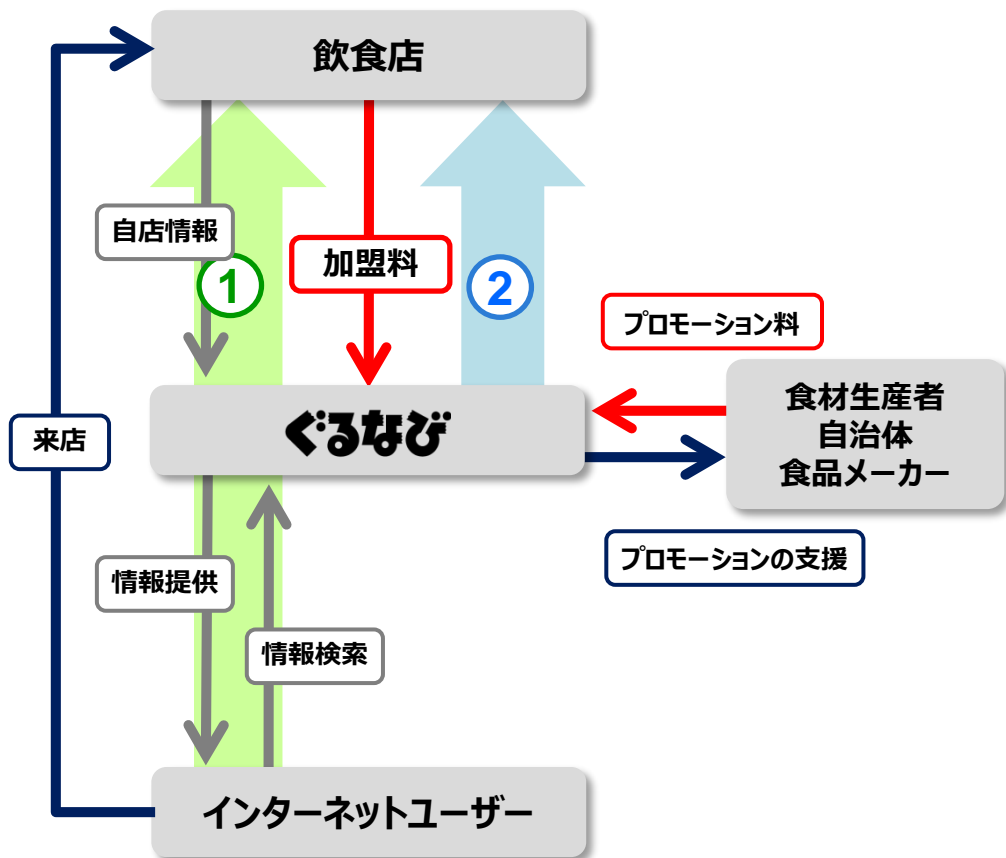 飲食店
自店情報
加盟料
1
2
プロモーション料
ぐるなび
食材生産者
自治体
食品メーカー
来店
プロモーションの支援
情報提供
情報検索
インターネットユーザー